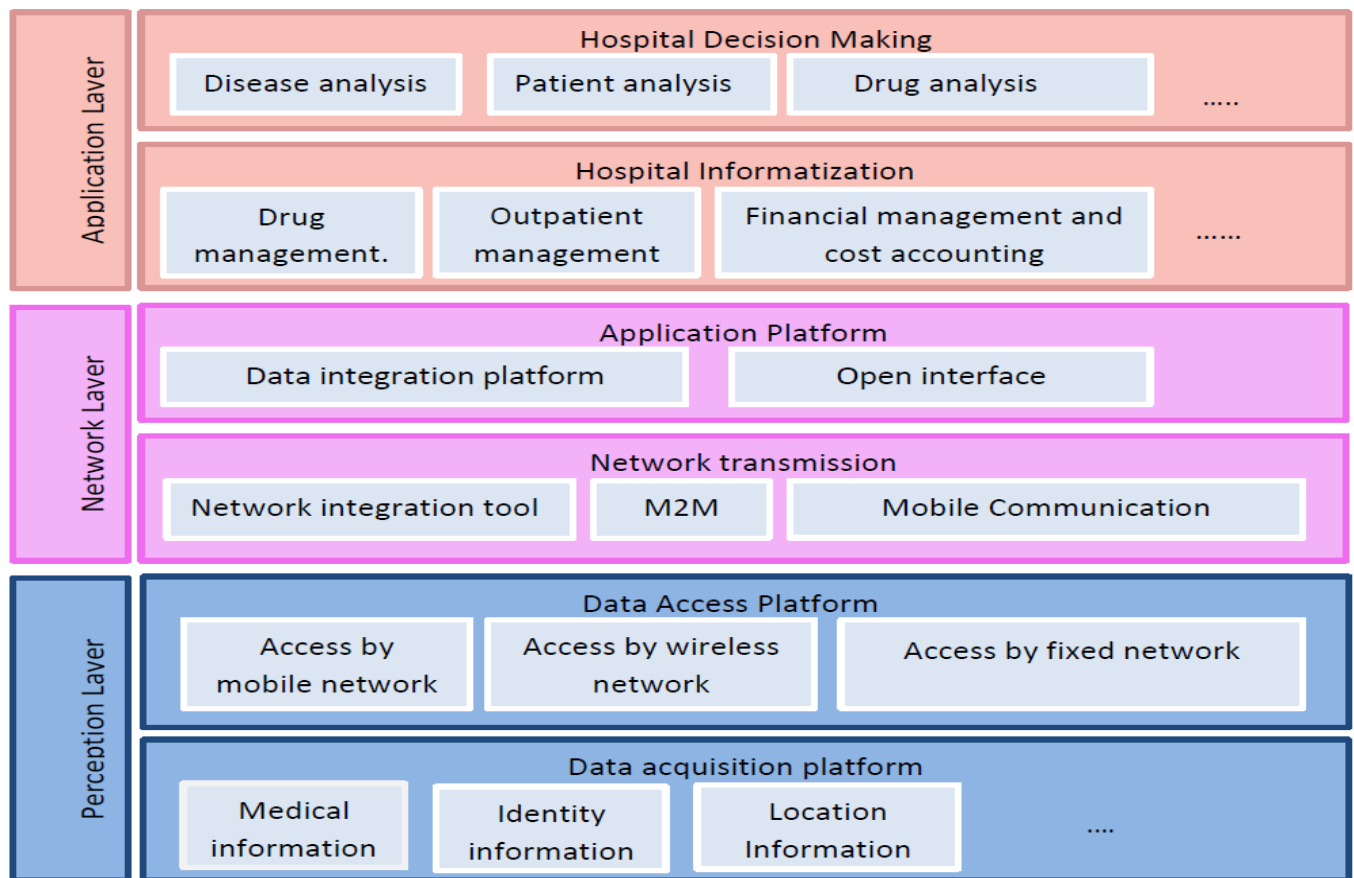 Application Laver
Hospital Decision Making
Disease analysis
Patient analysis
Drug analysis
.....
Hospital Informatization
Drug
management.
Outpatient
management
Financial management and
cost accounting
......
Network Laver
Application Platform
Data integration platform
Open interface
Network transmission
Network integration tool
M2M
Mobile Communication
Perception Laver
Data Access Platform
Access by
mobile network
Access by wireless
network
Access by fixed network
Data acquisition platform
Medical
information
Identity
information
Location
Information
....